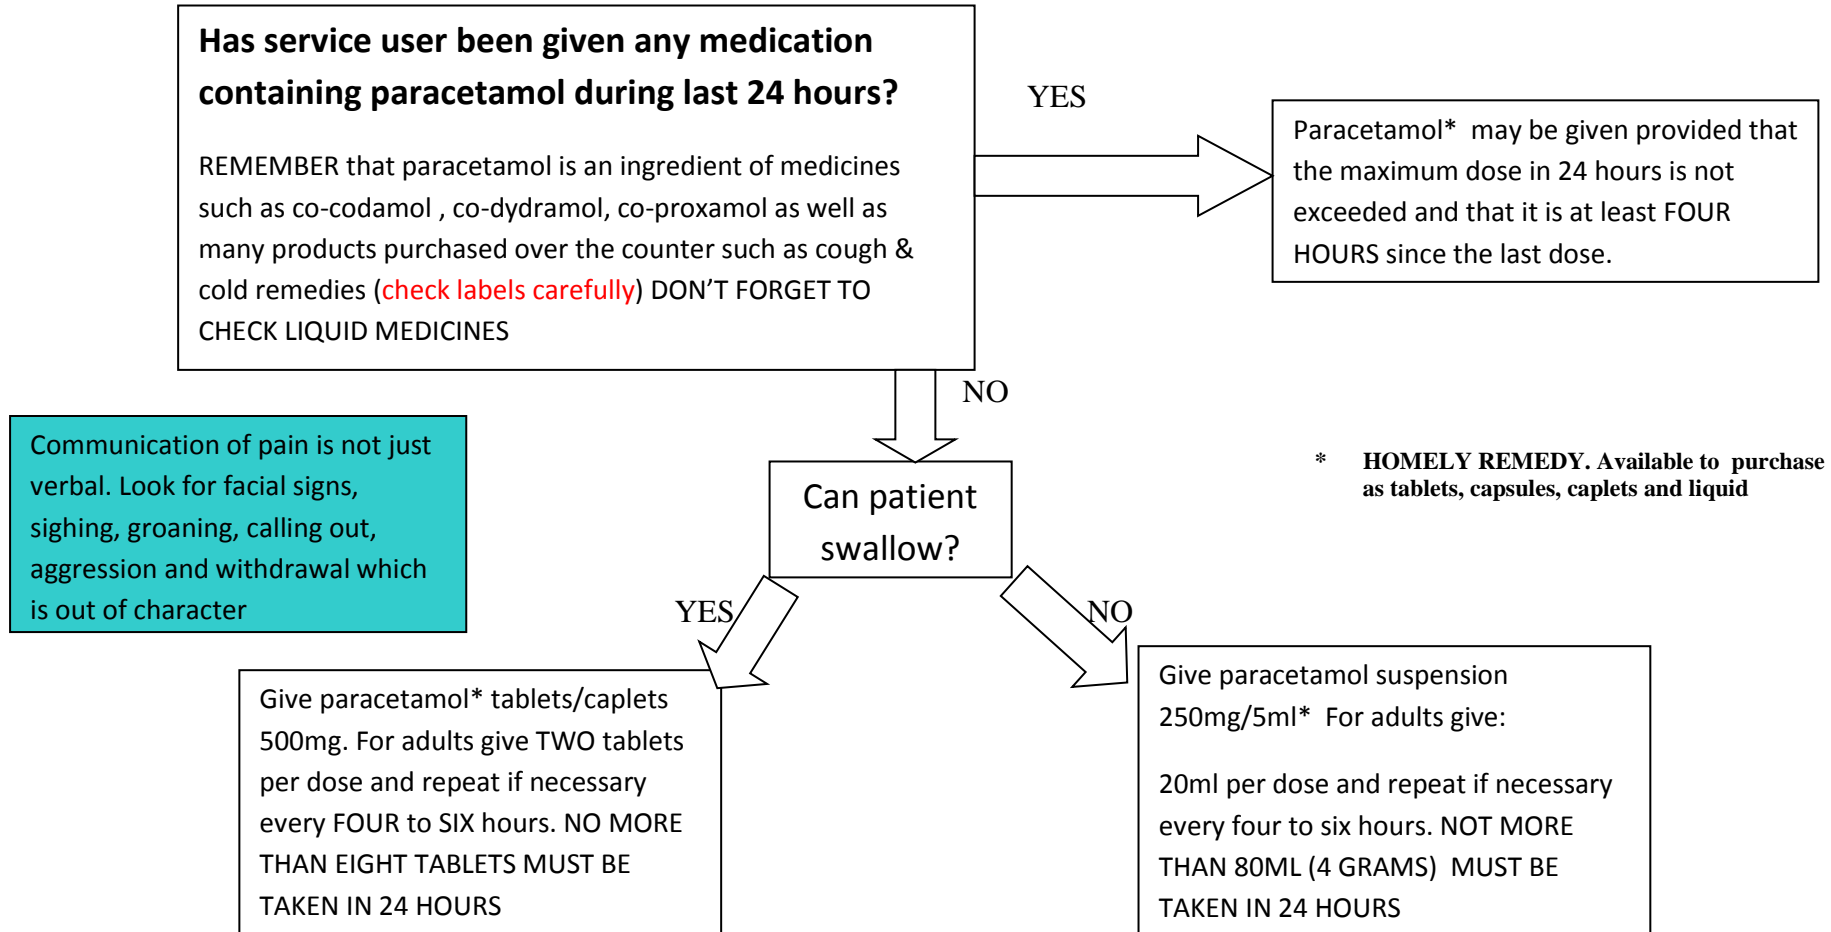 Has service user been given any medication
containing paracetamol during last 24 hours?
REMEMBER that paracetamol is an ingredient of medicines
such as co-codamol , co-dydramol, co-proxamol as well as
many products purchased over the counter such as cough &
cold remedies (check labels carefully) DON’T FORGET TO
CHECK LIQUID MEDICINES
YES
Paracetamol* may be given provided that
the maximum dose in 24 hours is not
exceeded and that it is at least FOUR
HOURS since the last dose.
NO
Communication of pain is not just
verbal. Look for facial signs,
sighing, groaning, calling out,
aggression and withdrawal which
is out of character
Can patient
swallow?
* HOMELY REMEDY. Available to purchase
as tablets, capsules, caplets and liquid
YES
NO
Give paracetamol* tablets/caplets
500mg. For adults give TWO tablets
per dose and repeat if necessary
every FOUR to SIX hours. NO MORE
THAN EIGHT TABLETS MUST BE
TAKEN IN 24 HOURS
Give paracetamol suspension
250mg/5ml* For adults give:
20ml per dose and repeat if necessary
every four to six hours. NOT MORE
THAN 80ML (4 GRAMS) MUST BE
TAKEN IN 24 HOURS